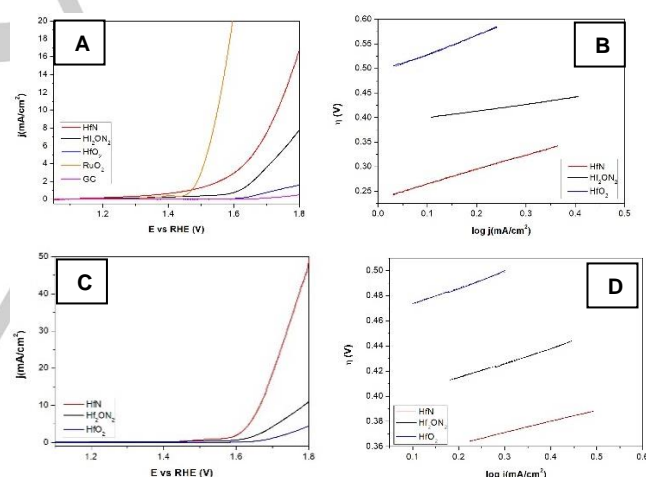 A
j(mA/cm²)
20
18
16
14
12
10
8
6
4
2
0
HfN
Hf₂ON₂
HfO₂
RuO₂
GC
1.2
1.4
1.6
1.8
E vs RHE (V)
B
η (V)
0.60
0.55
0.50
0.45
0.40
0.35
0.30
0.25
HfN
Hf₂ON₂
HfO₂
0.0
0.1
0.2
0.3
0.4
0.5
log j(mA/cm²)
C
j(mA/cm²)
50
40
30
20
10
0
HfN
Hf₂ON₂
HfO₂
1.2
1.4
1.6
1.8
E vs RHE (V)
D
η (V)
0.50
0.48
0.44
0.42
0.38
0.36
HfN
Hf₂ON₂
HfO₂
0.0
0.1
0.2
0.3
0.4
0.5
0.6
log j(mA/cm²)